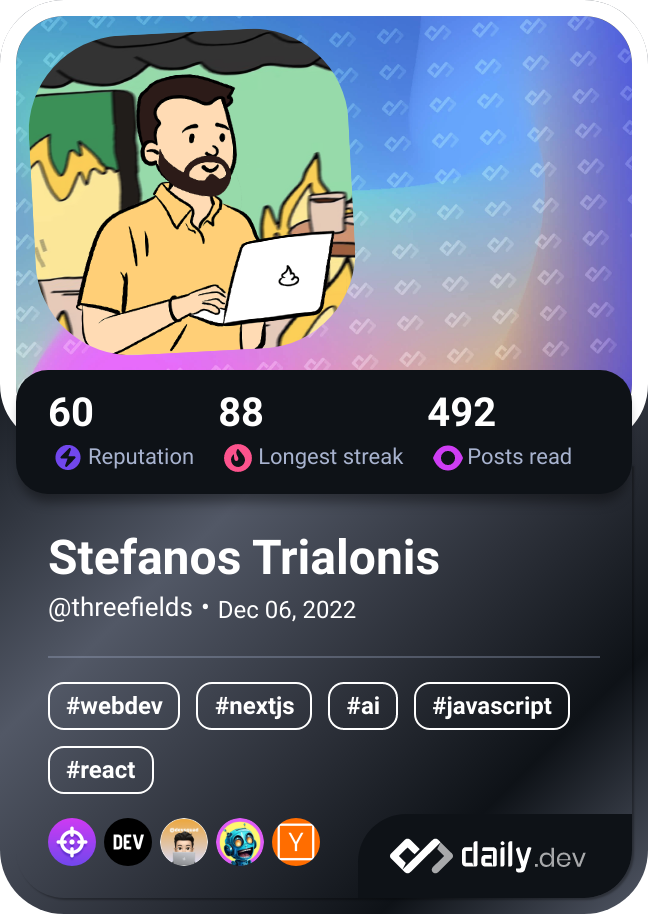 60 88 492
Reputation Longest streak Posts read
Stefanos Trialonis
@threefields • Dec 06, 2022
#webdev #nextjs #ai #javascript
#react
DEV Y daily.dev